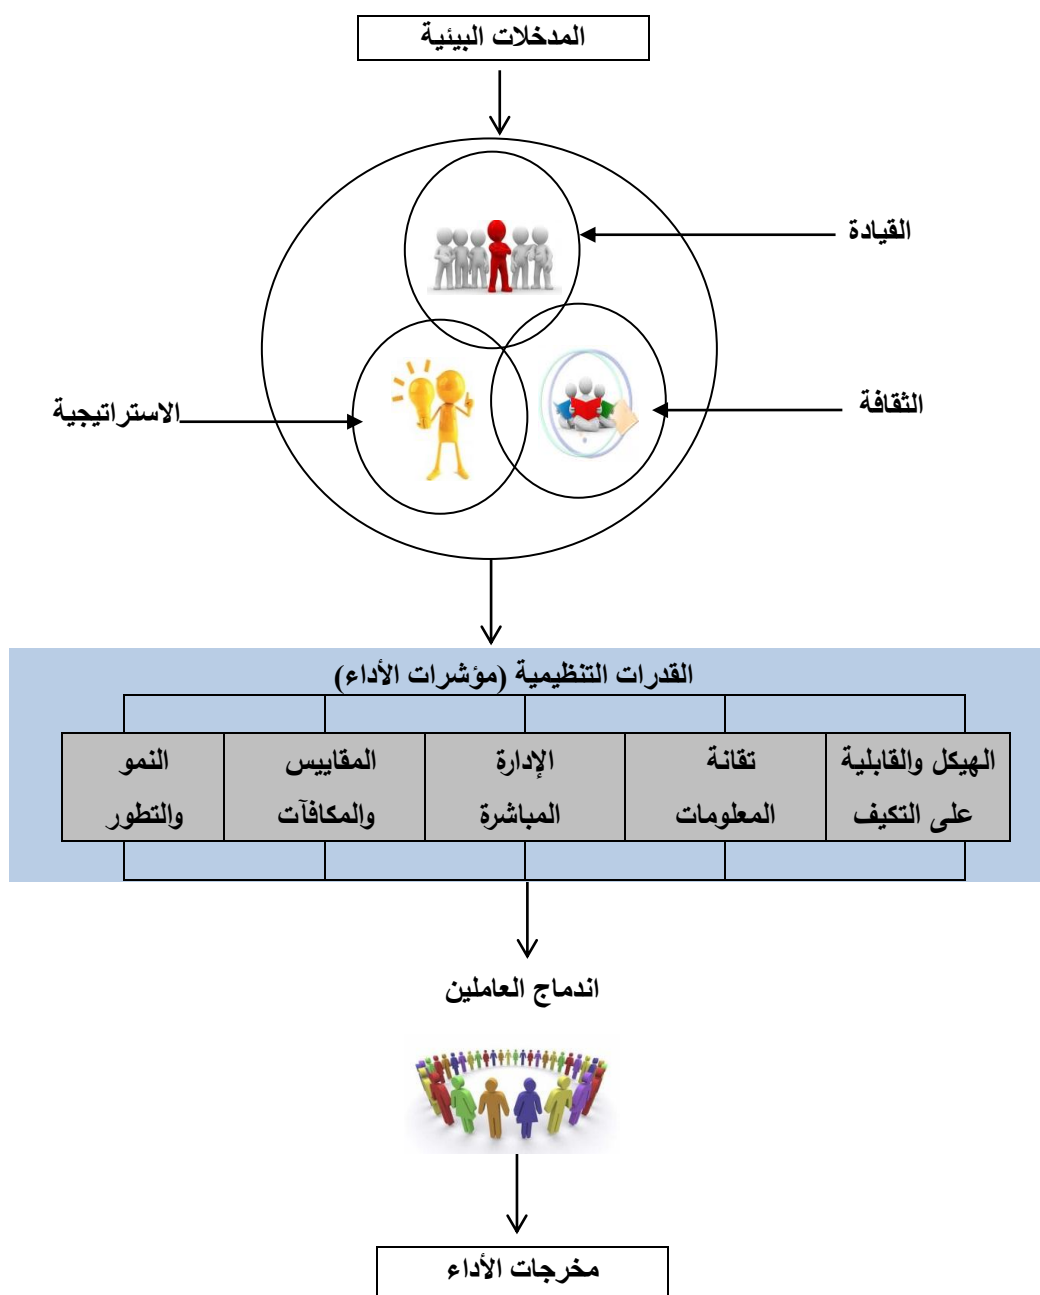 المدخلات البيئية
القيادة
الثقافة
الاستراتيجية
القدرات التنظيمية (مؤشرات الأداء)
الهيكل والقابلية
على التكيف
تقانة
المعلومات
الإدارة
المباشرة
المقاييس
والمكافآت
النمو
والتطور
اندماج العاملين
مخرجات الأداء